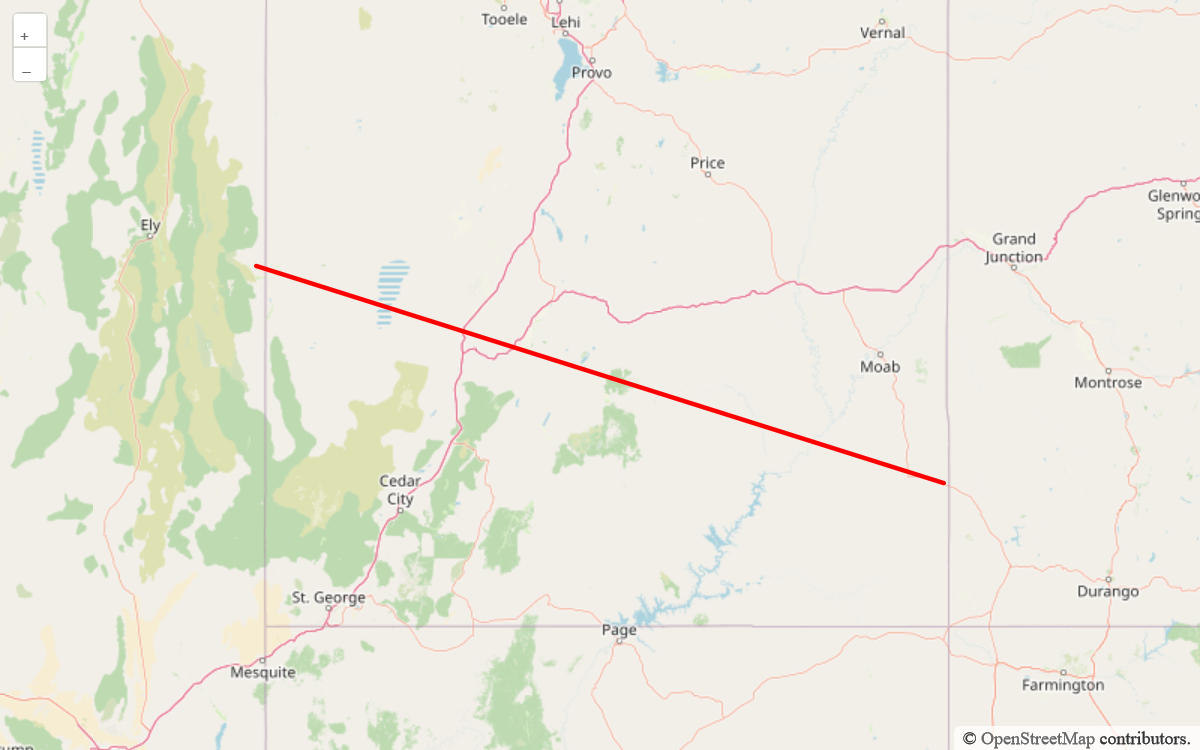 +
–
Tooele
Lehi
Vernal
Provo
Price
Glenwo
Spring
Ely
Grand
Junction
Moab
Montrose
Cedar
City
St. George
Durango
Page
Mesquite
Farmington
© OpenStreetMap contributors.